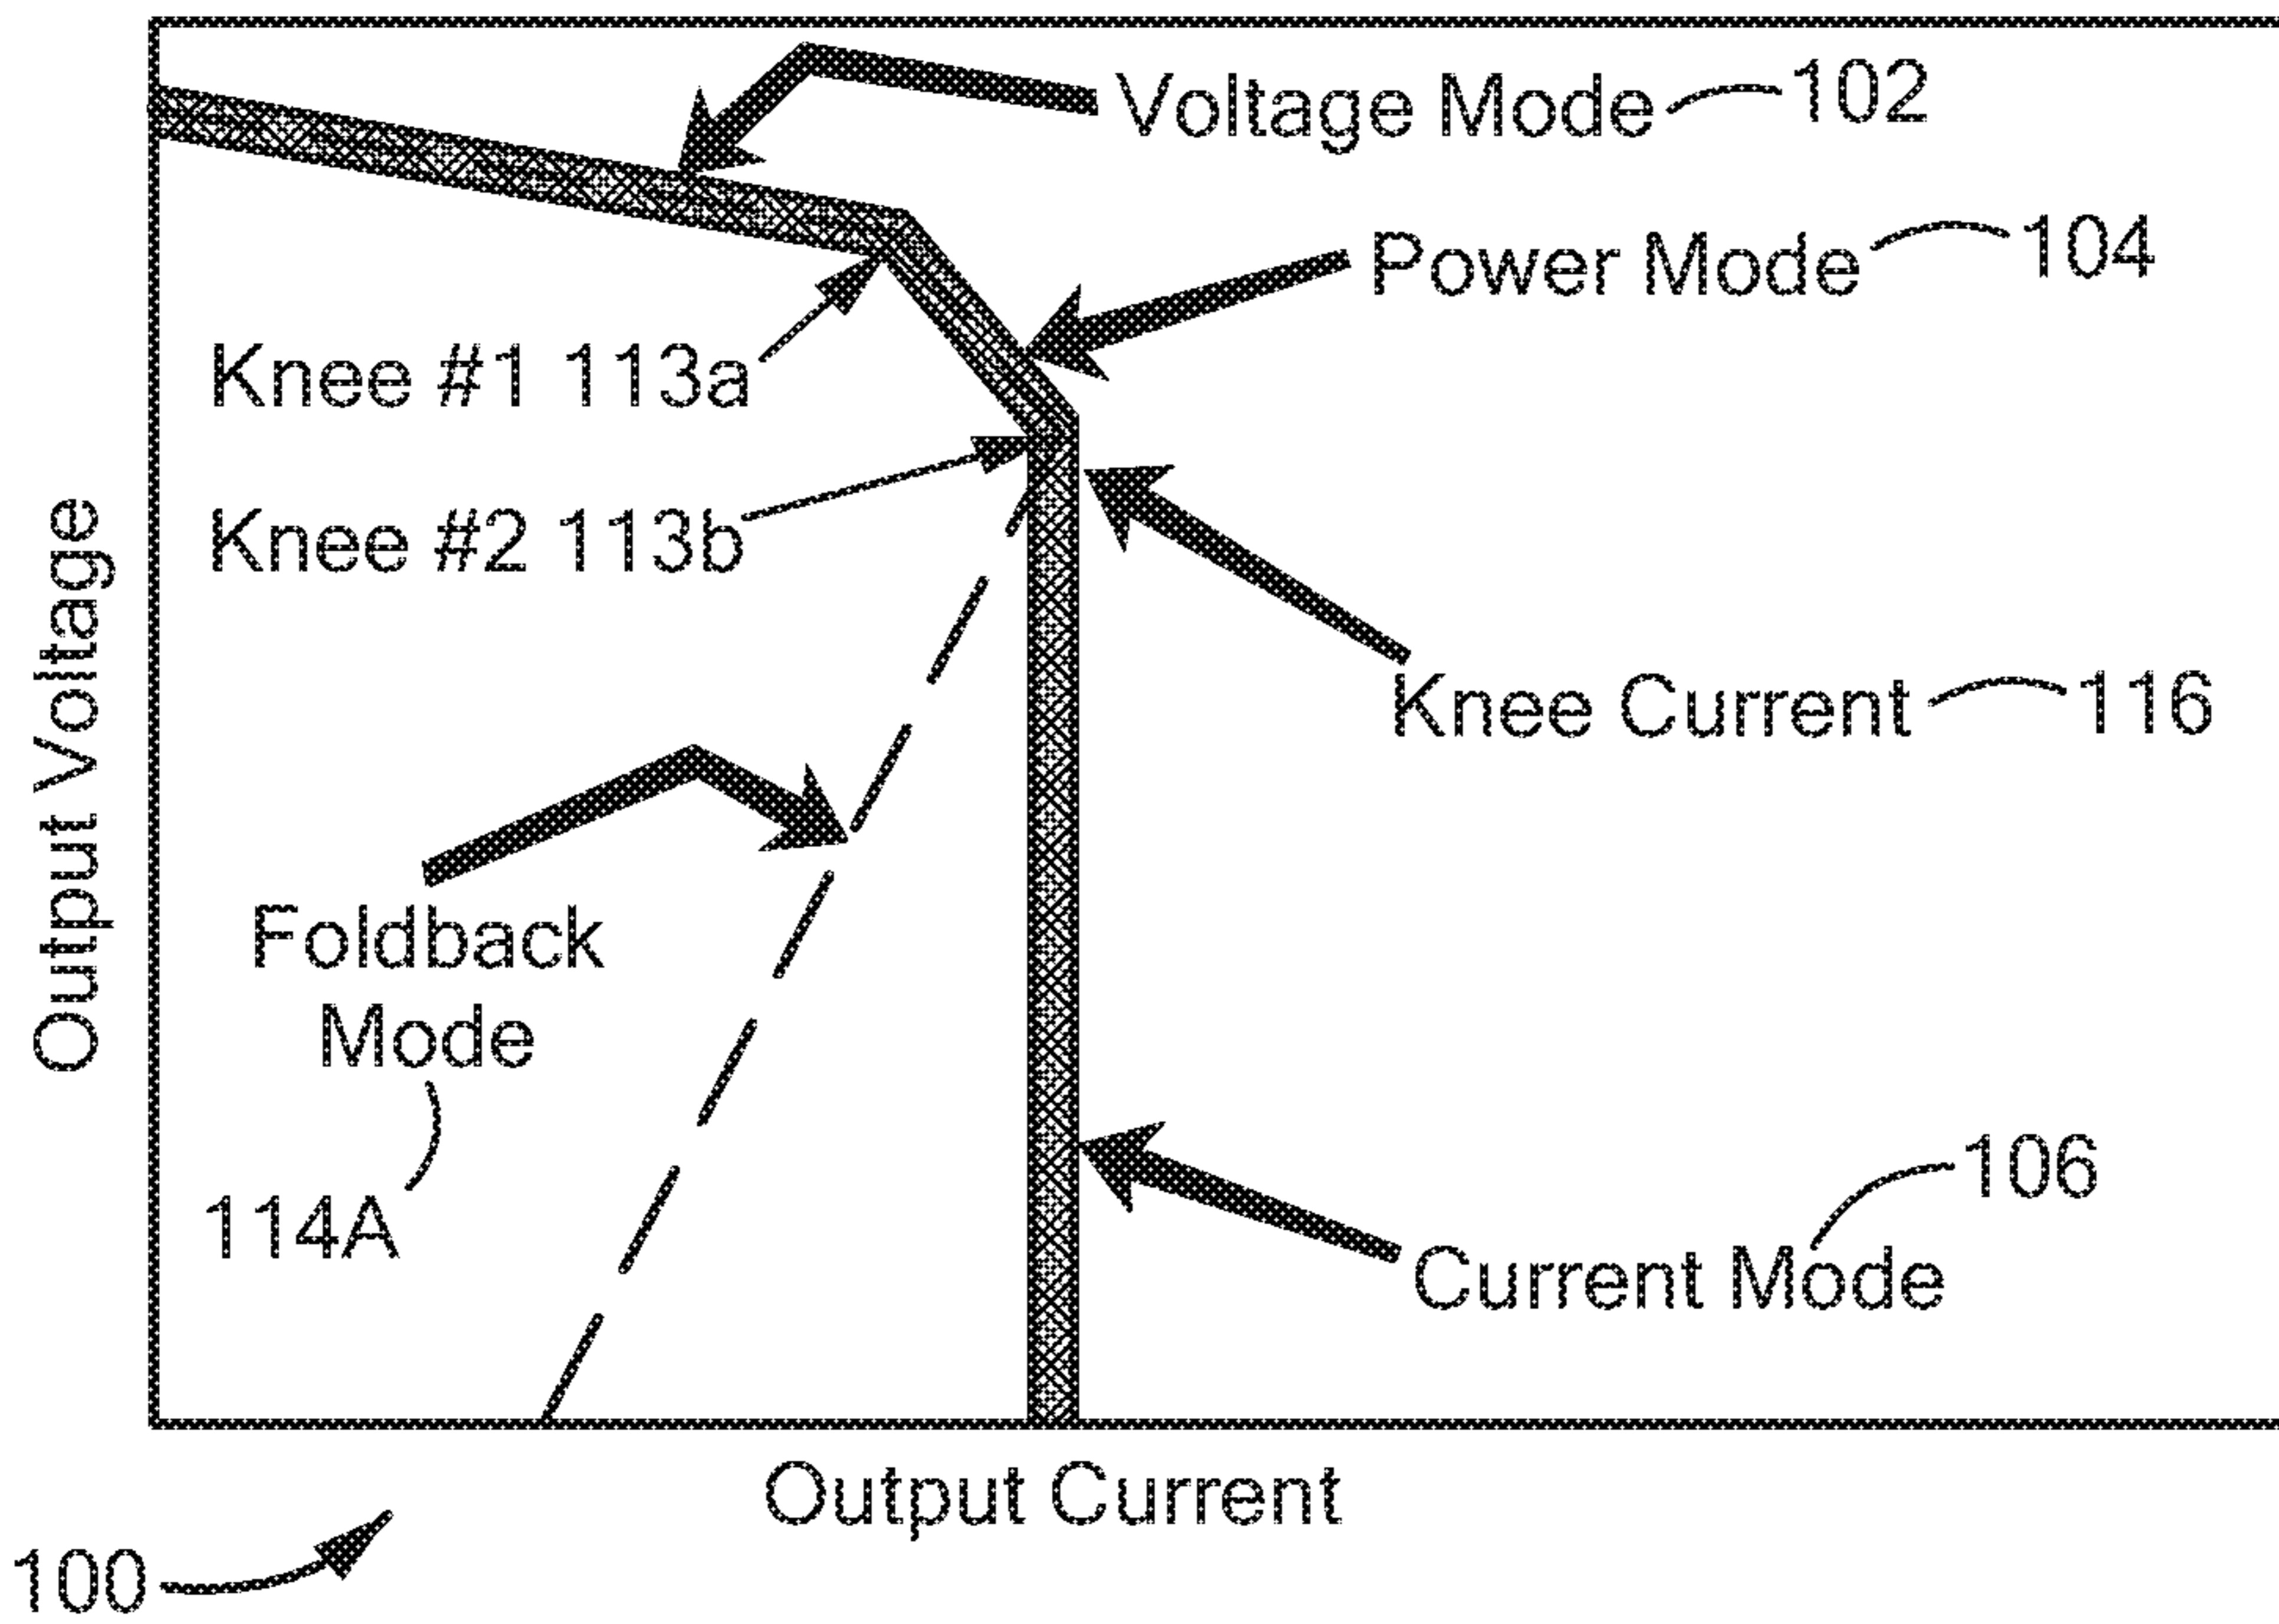 Voltage Mode 102
Power Mode 104
Knee #1 113a
Knee #2 113b
Knee Current 116
Output Voltage
Foldback
Mode
114A
106
Current Mode
Output Current
100